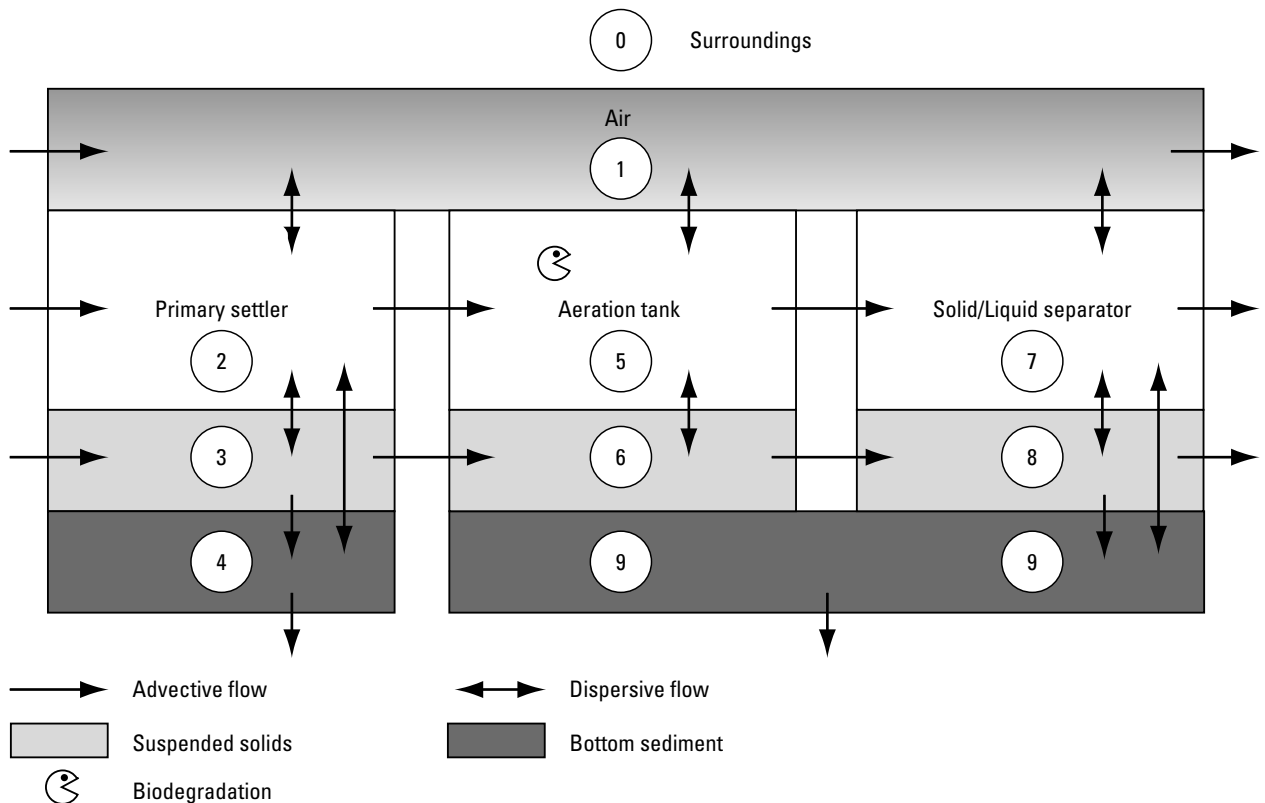 0 Surroundings
Air
1
Primary settler Aeration tank Solid/Liquid separator
2 5 7
3 6 8
4 9 9
Advective flow Dispersive flow
Suspended solids Bottom sediment
Biodegradation